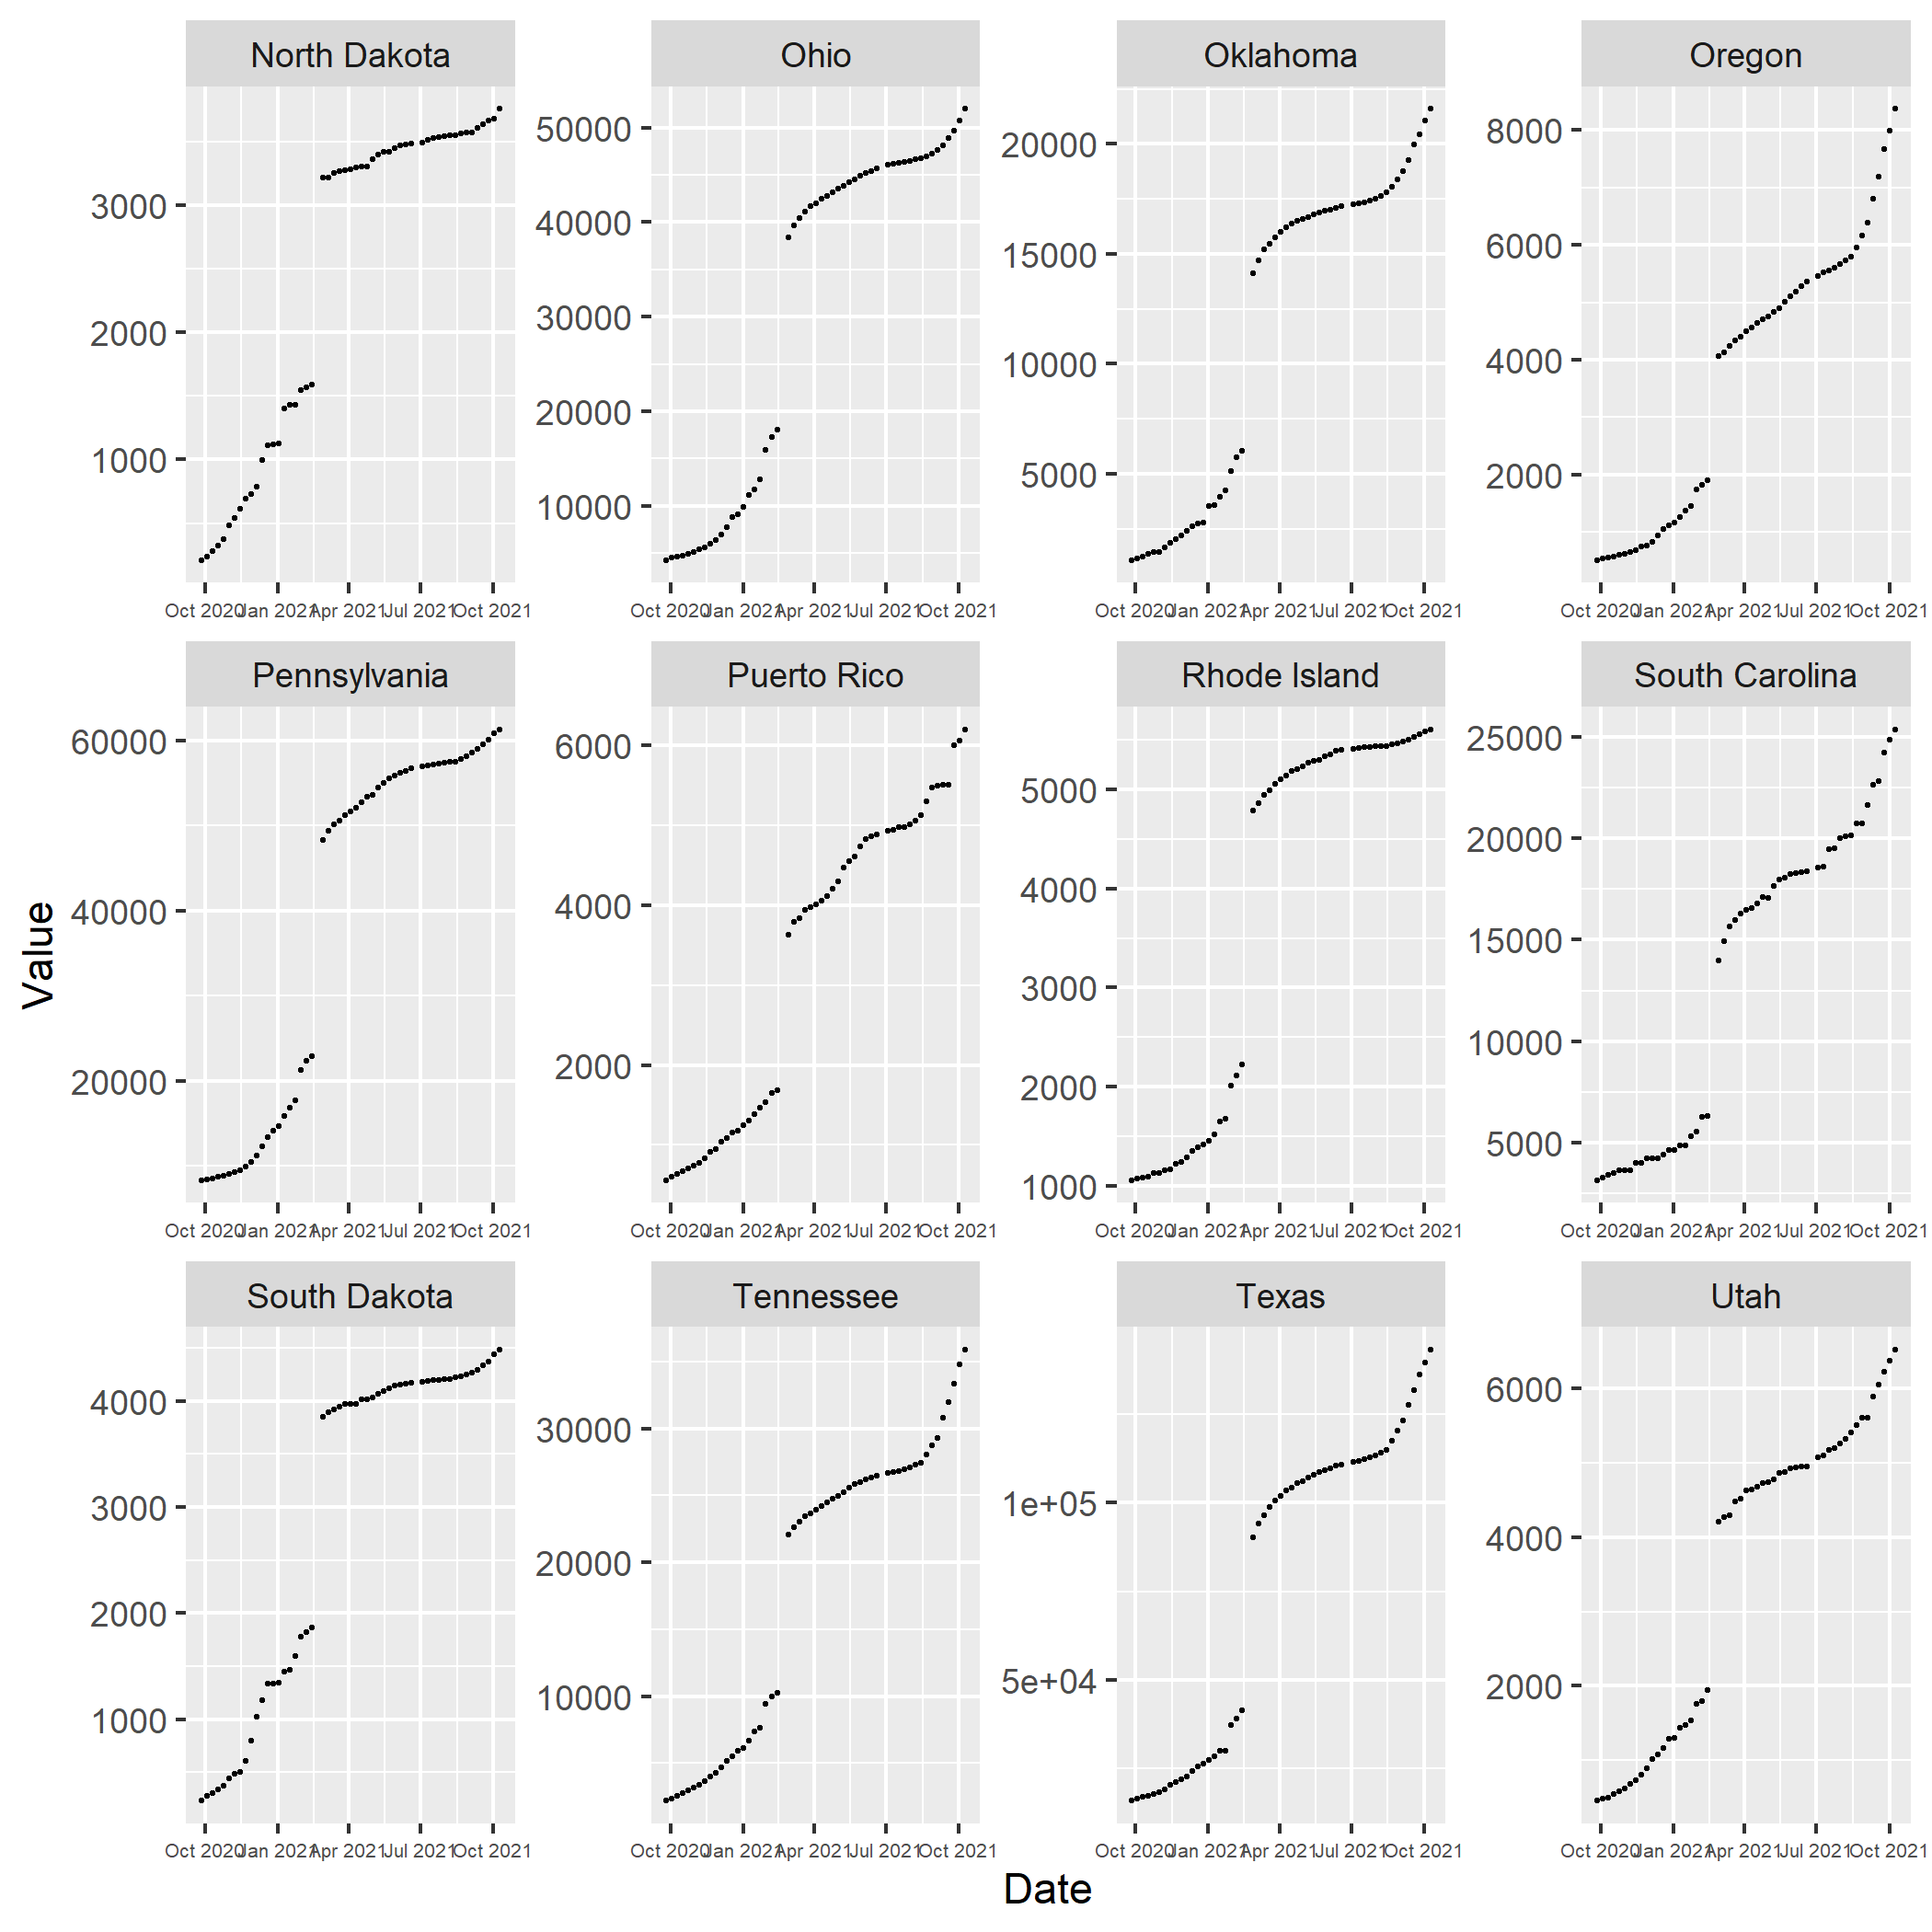 North Dakota
Ohio
Oklahoma
Oregon
3000
2000
1000
50000
40000
30000
20000
10000
20000
15000
10000
5000
8000
6000
4000
2000
Oct 2020 Jan 2021 Apr 2021 Jul 2021 Oct 2021
Oct 2020 Jan 2021 Apr 2021 Jul 2021 Oct 2021
Oct 2020 Jan 2021 Apr 2021 Jul 2021 Oct 2021
Oct 2020 Jan 2021 Apr 2021 Jul 2021 Oct 2021
Pennsylvania
Puerto Rico
Rhode Island
South Carolina
Value
60000
40000
20000
6000
4000
2000
5000
4000
3000
2000
1000
25000
20000
15000
10000
5000
Oct 2020 Jan 2021 Apr 2021 Jul 2021 Oct 2021
Oct 2020 Jan 2021 Apr 2021 Jul 2021 Oct 2021
Oct 2020 Jan 2021 Apr 2021 Jul 2021 Oct 2021
Oct 2020 Jan 2021 Apr 2021 Jul 2021 Oct 2021
South Dakota
Tennessee
Texas
Utah
4000
3000
2000
1000
30000
20000
10000
1e+05
5e+04
6000
4000
2000
Oct 2020 Jan 2021 Apr 2021 Jul 2021 Oct 2021
Oct 2020 Jan 2021 Apr 2021 Jul 2021 Oct 2021
Oct 2020 Jan 2021 Apr 2021 Jul 2021 Oct 2021
Oct 2020 Jan 2021 Apr 2021 Jul 2021 Oct 2021
Date